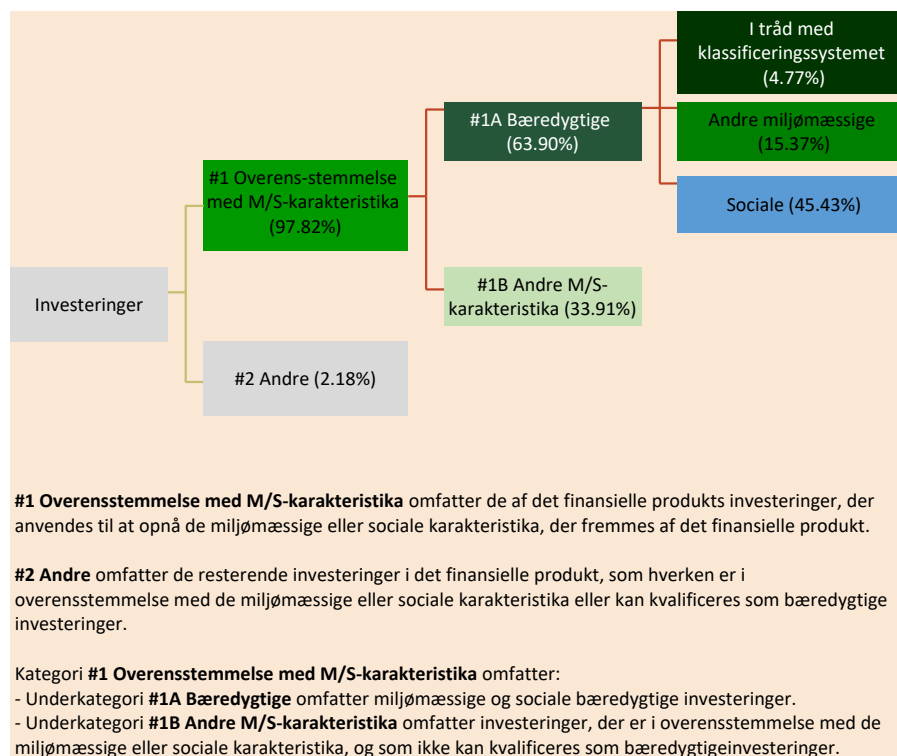 I tråd med
klassificeringssystemet
(4.77%)
#1A Bæredygtige
(63.90%)
Andre miljømæssige
(15.37%)
#1 Overens-stemmelse
med M/S-karakteristika
(97.82%)
Sociale (45.43%)
Investeringer
#1B Andre M/S-
karakteristika (33.91%)
#2 Andre (2.18%)
#1 Overensstemmelse med M/S-karakteristika omfatter de af det finansielle produkts investeringer, der
anvendes til at opnå de miljømæssige eller sociale karakteristika, der fremmes af det finansielle produkt.
#2 Andre omfatter de resterende investeringer i det finansielle produkt, som hverken er i
overensstemmelse med de miljømæssige eller sociale karakteristika eller kan kvalificeres som bæredygtige
investeringer.
Kategori #1 Overensstemmelse med M/S-karakteristika omfatter:
- Underkategori #1A Bæredygtige omfatter miljømæssige og sociale bæredygtige investeringer.
- Underkategori #1B Andre M/S-karakteristika omfatter investeringer, der er i overensstemmelse med de
miljømæssige eller sociale karakteristika, og som ikke kan kvalificeres som bæredygtigeinvesteringer.